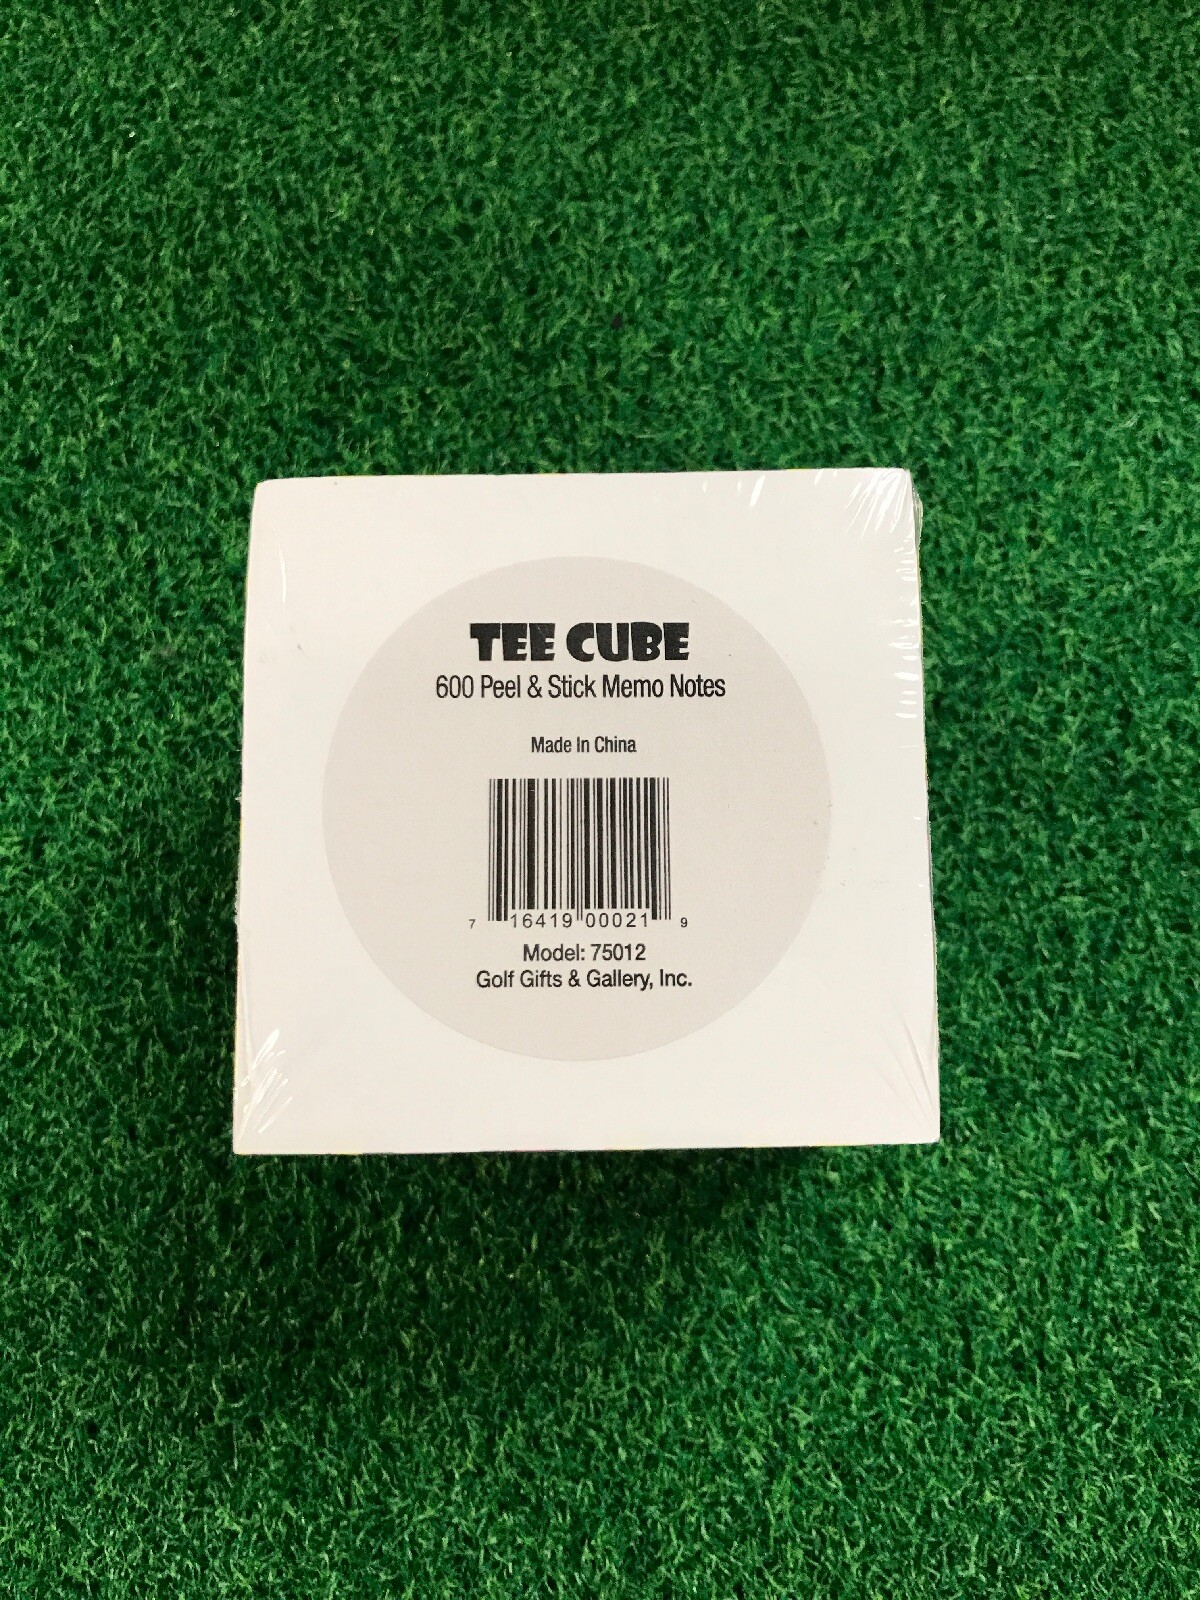 TEE CUBE
600 Peel & Stick Memo Notes
Made In China
7 16419 00021 9
Model: 75012
Golf Gifts & Gallery, Inc.